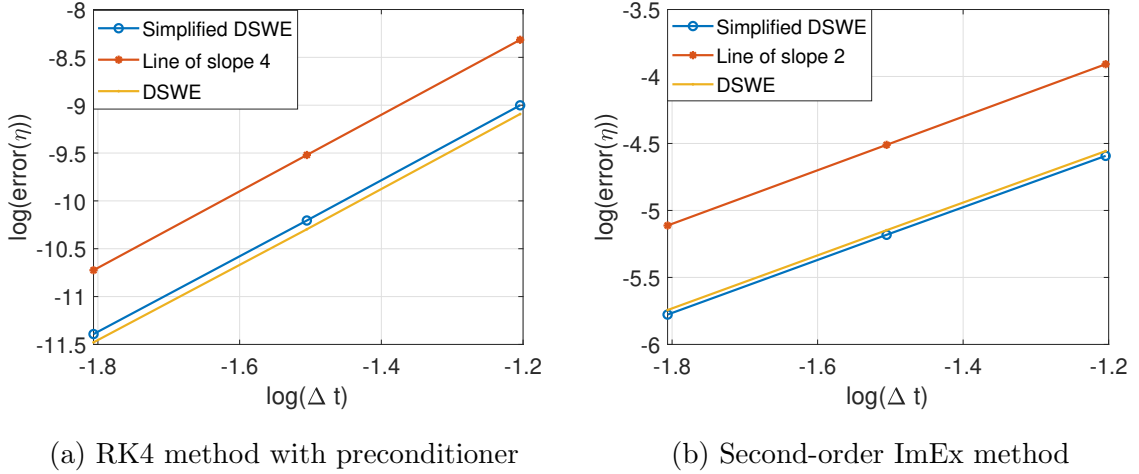 -8
-8.5
-9
-9.5
-10
-10.5
-11
-11.5
log(error(η))
Simplified DSWE
Line of slope 4
DSWE
-1.8
-1.6
-1.4
-1.2
log(Δ t)
(a) RK4 method with preconditioner
-3.5
-4
-4.5
-5
-5.5
-6
log(error(η))
Simplified DSWE
Line of slope 2
DSWE
-1.8
-1.6
-1.4
-1.2
log(Δ t)
(b) Second-order ImEx method